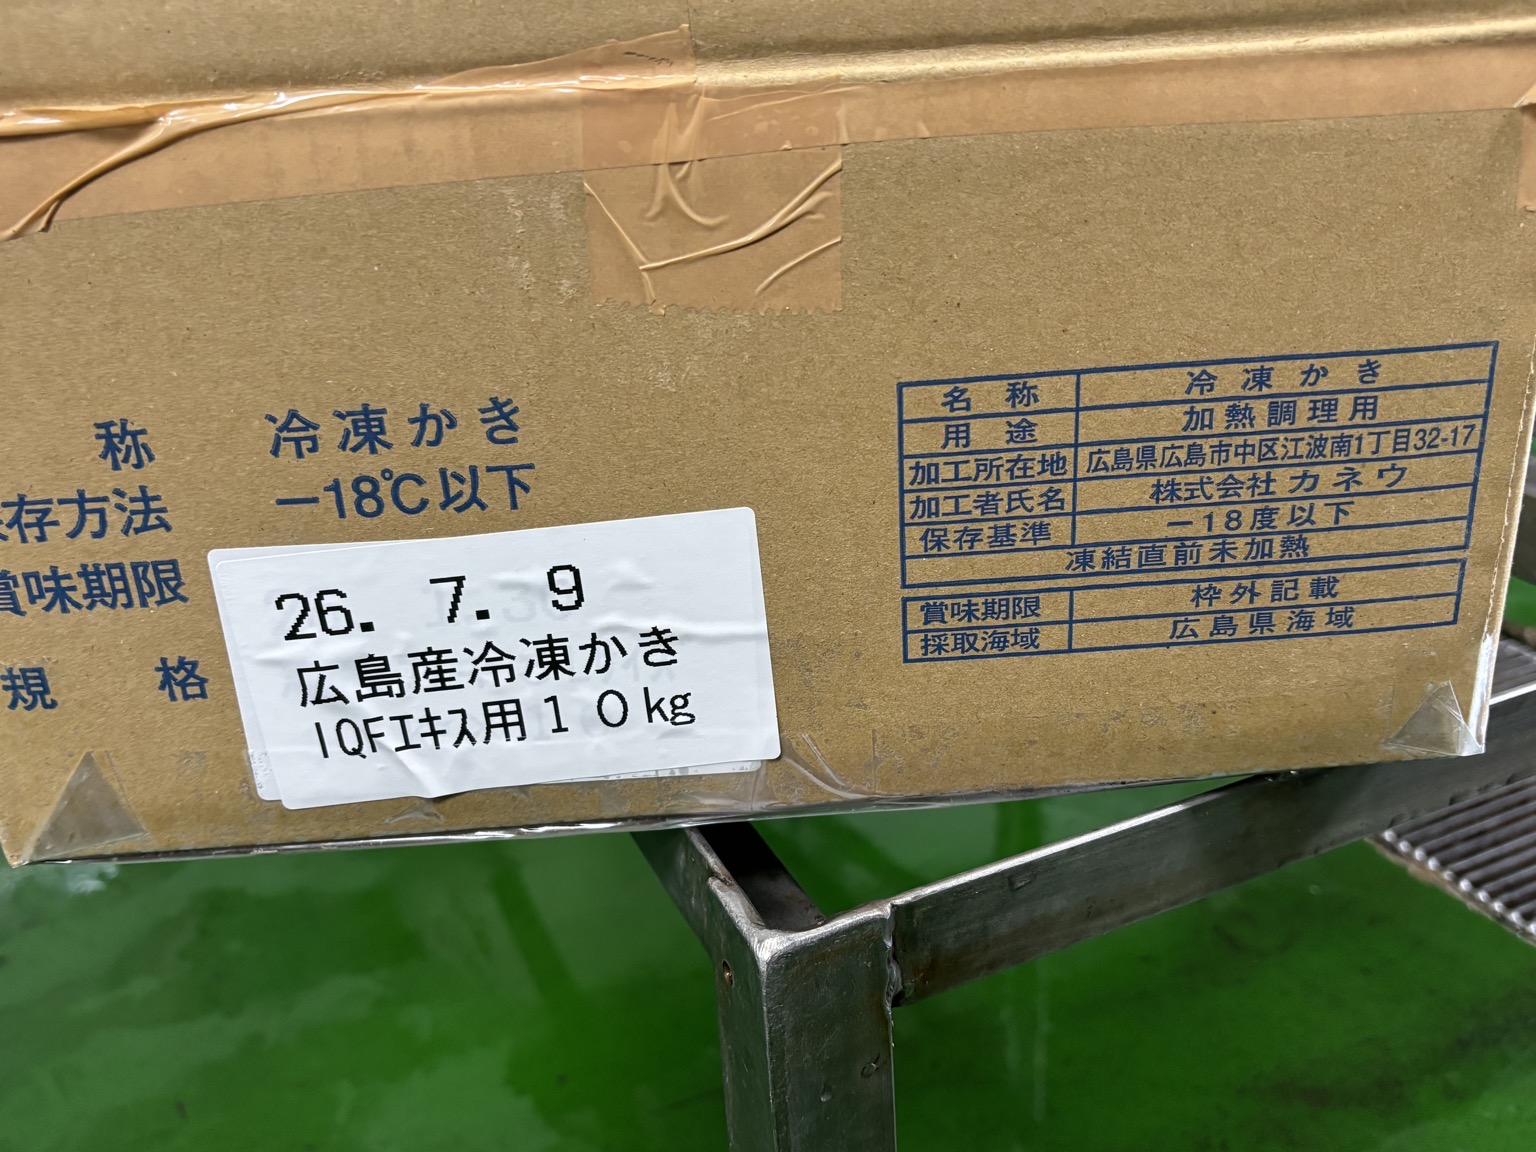 称 冷凍かき
存方法 −18℃以下
賞味期限
26. 7. 9
規格
広島産冷凍かき
IQFエキス用10kg
名称 冷凍かき
用途 加熱調理用
加工所在地 広島県広島市中区江波南1丁目32-17
加工者氏名 株式会社カネウ
保存基準 −18度以下
凍結直前未加熱
賞味期限 枠外記載
採取海域 広島県海域